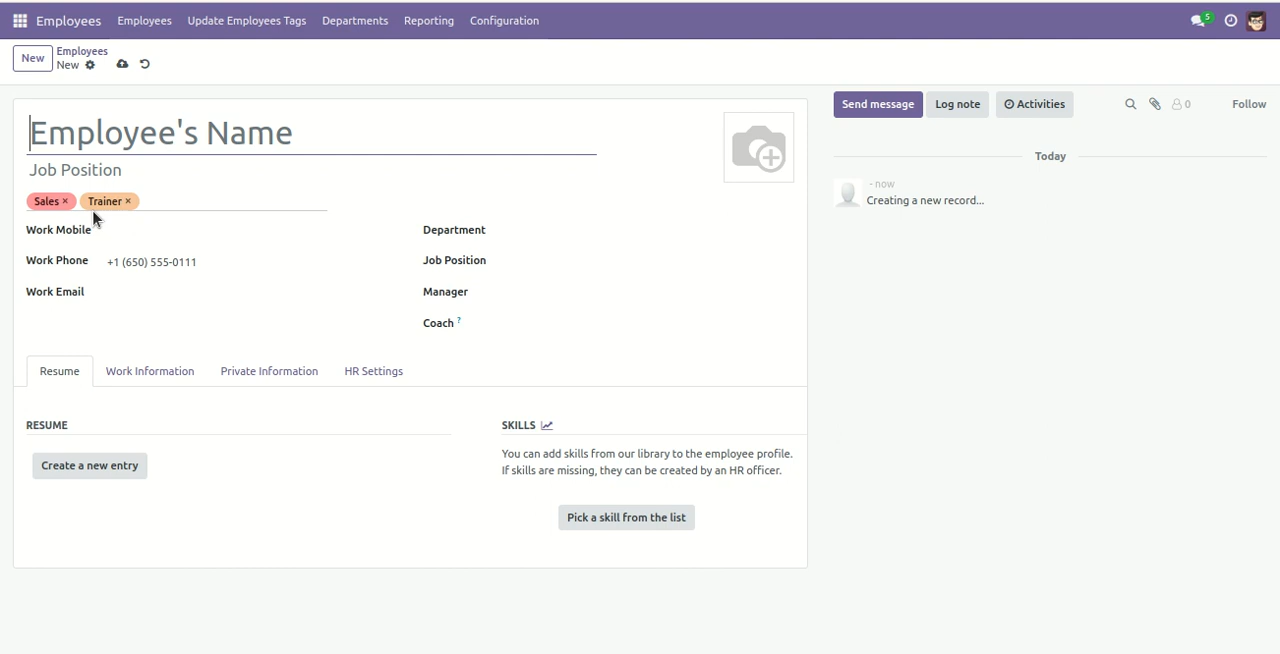 Employees Employees Update Employees Tags Departments Reporting Configuration 5
New Employees
New
Send message Log note Activities 0 Follow
Employee's Name
Job Position
Sales × Trainer ×
Work Mobile
Work Phone +1 (650) 555-0111
Work Email
Department
Job Position
Manager
Coach ?
Today
- now
Creating a new record...
Resume Work Information Private Information HR Settings
RESUME
Create a new entry
SKILLS
You can add skills from our library to the employee profile.
If skills are missing, they can be created by an HR officer.
Pick a skill from the list